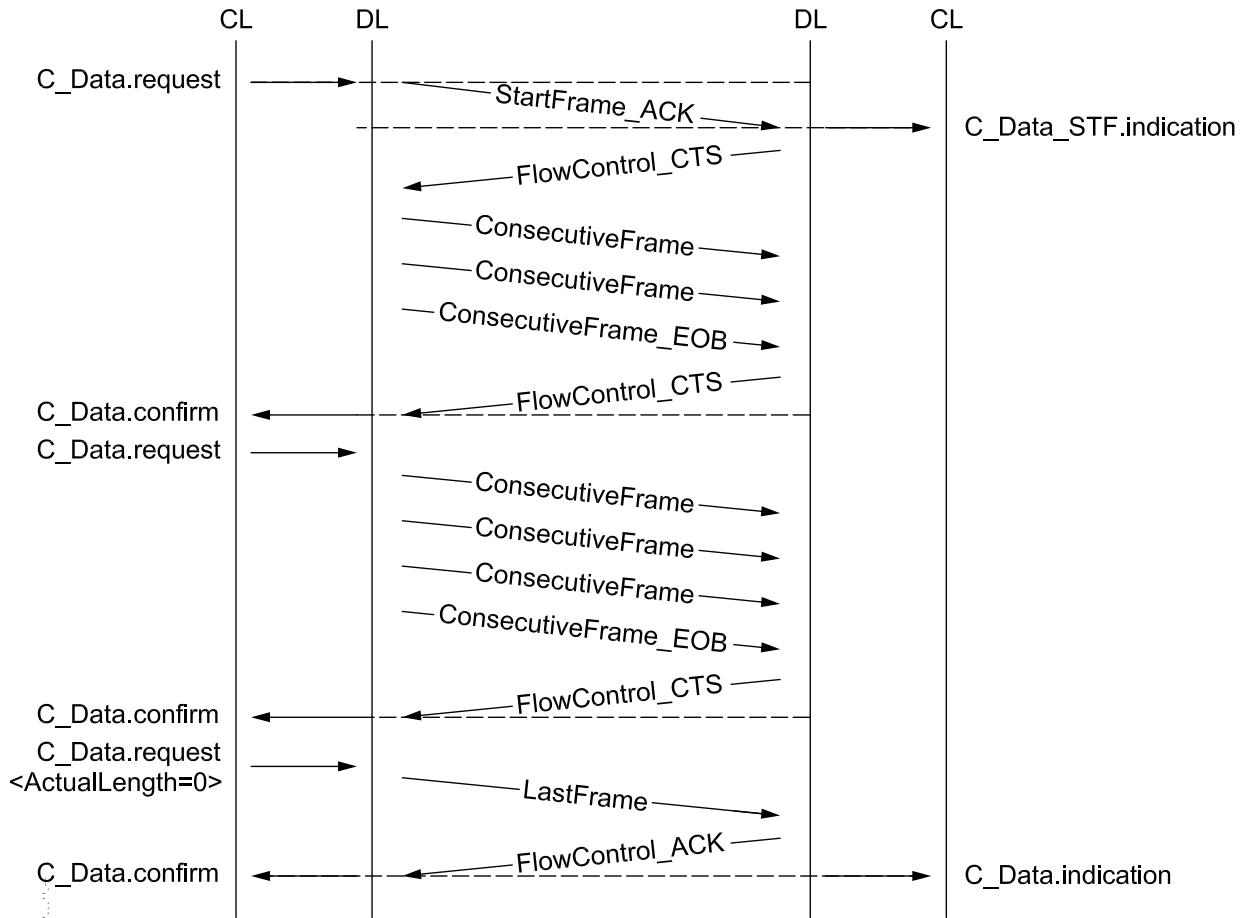 CL DL DL CL
C_Data.request
StartFrame_ACK
C_Data_STF.indication
FlowControl_CTS
ConsecutiveFrame
ConsecutiveFrame
ConsecutiveFrame_EOB
FlowControl_CTS
C_Data.confirm
C_Data.request
ConsecutiveFrame
ConsecutiveFrame
ConsecutiveFrame
ConsecutiveFrame_EOB
FlowControl_CTS
C_Data.confirm
C_Data.request
<ActualLength=0>
LastFrame
FlowControl_ACK
C_Data.confirm
C_Data.indication